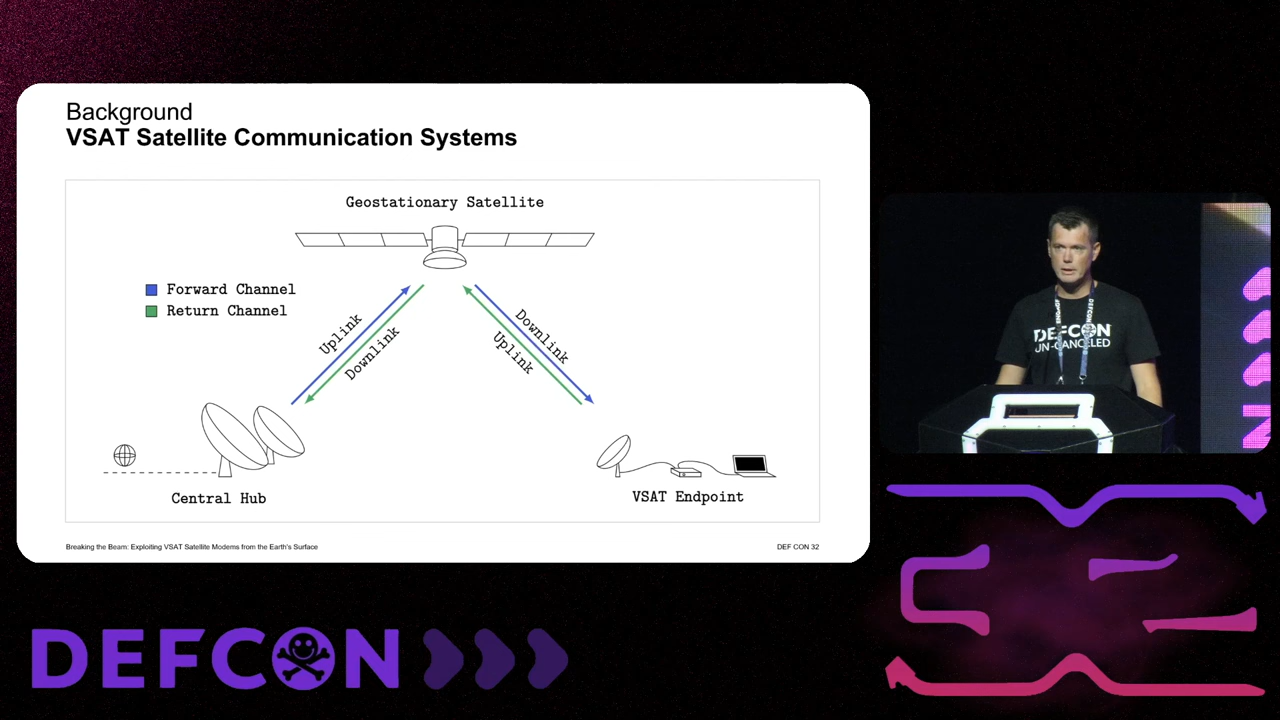 Background
VSAT Satellite Communication Systems
Geostationary Satellite
Forward Channel
Return Channel
Uplink
Downlink
Downlink
Uplink
Central Hub
VSAT Endpoint
Breaking the Beam: Exploiting VSAT Satellite Modems from the Earth's Surface
DEF CON 32
DEFCON
UN-CANCELED
DEFCON
DEFCON